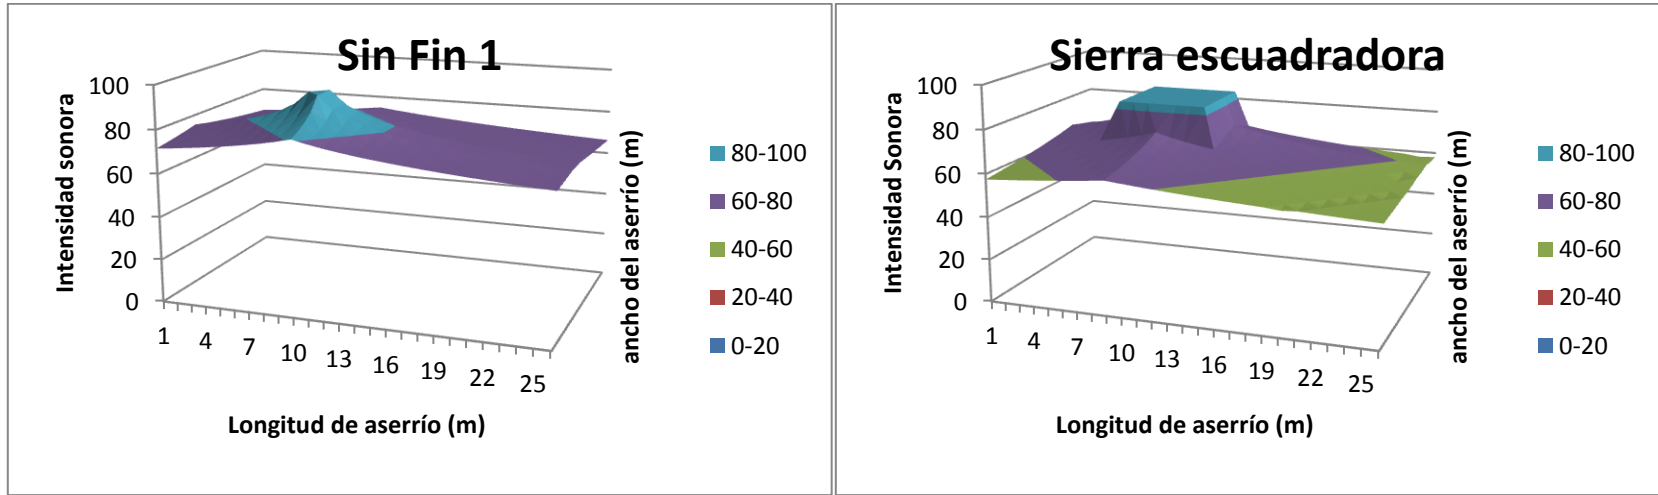 Sin Fin 1
Intensidad sonora
100
80
60
40
20
0
1 4 7 10 13 16 19 22 25
Longitud de aserrío (m)
ancho del aserrío (m)
80-100
60-80
40-60
20-40
0-20
Sierra escuadradora
Intensidad Sonora
100
80
60
40
20
0
1 4 7 10 13 16 19 22 25
Longitud de aserrío (m)
ancho del aserrío (m)
80-100
60-80
40-60
20-40
0-20